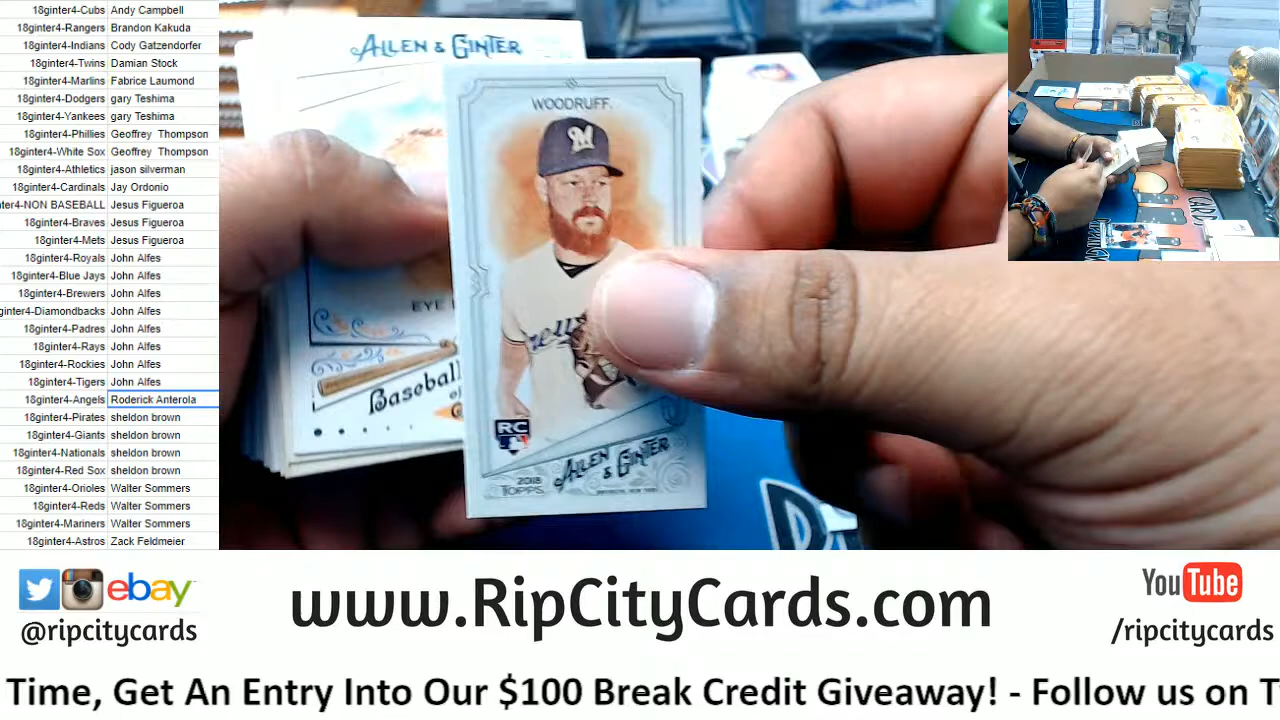 18ginter4-Cubs Andy Campbell
18ginter4-Rangers Brandon Kakuda
18ginter4-Indians Cody Gatzendorfer
18ginter4-Twins Damian Stock
18ginter4-Marlins Fabrice Laumond
18ginter4-Dodgers gary Teshima
18ginter4-Yankees gary Teshima
18ginter4-Phillies Geoffrey Thompson
18ginter4-White Sox Geoffrey Thompson
18ginter4-Athletics jason silverman
18ginter4-Cardinals Jay Ordonio
nter4-NON BASEBALL Jesus Figueroa
18ginter4-Braves Jesus Figueroa
18ginter4-Mets Jesus Figueroa
18ginter4-Royals John Alfes
18ginter4-Blue Jays John Alfes
18ginter4-Brewers John Alfes
ginter4-Diamondbacks John Alfes
18ginter4-Padres John Alfes
18ginter4-Rays John Alfes
18ginter4-Rockies John Alfes
18ginter4-Tigers John Alfes
18ginter4-Angels Roderick Anterola
18ginter4-Pirates sheldon brown
18ginter4-Giants sheldon brown
18ginter4-Nationals sheldon brown
18ginter4-Red Sox sheldon brown
18ginter4-Orioles Walter Sommers
18ginter4-Reds Walter Sommers
18ginter4-Mariners Walter Sommers
18ginter4-Astros Zack Feldmeier
ALLEN & GINTER
WOODRUFF
M
EYE
Baseball
RC
2018
TOPPS
ALLEN
& GINTER
ebay
@ripcitycards
www.RipCityCards.com
YouTube
/ripcitycards
Time, Get An Entry Into Our $100 Break Credit Giveaway! - Follow us on T